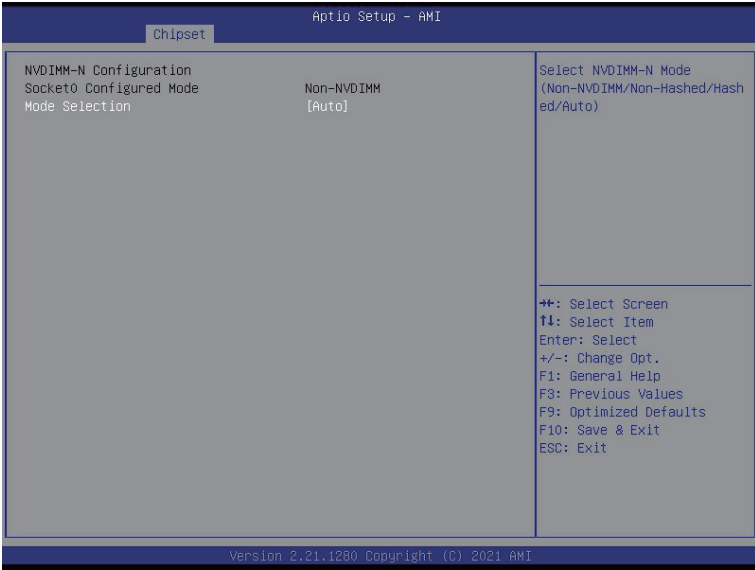 Aptio Setup – AMI
Chipset
NVDIMM-N Configuration
Socket0 Configured Mode Non-NVDIMM
Mode Selection [Auto]
Select NVDIMM-N Mode
(Non-NVDIMM/Non-Hashed/Hash
ed/Auto)
→←: Select Screen
↑↓: Select Item
Enter: Select
+/-: Change Opt.
F1: General Help
F3: Previous Values
F9: Optimized Defaults
F10: Save & Exit
ESC: Exit
Version 2.21.1280 Copyright (C) 2021 AMI